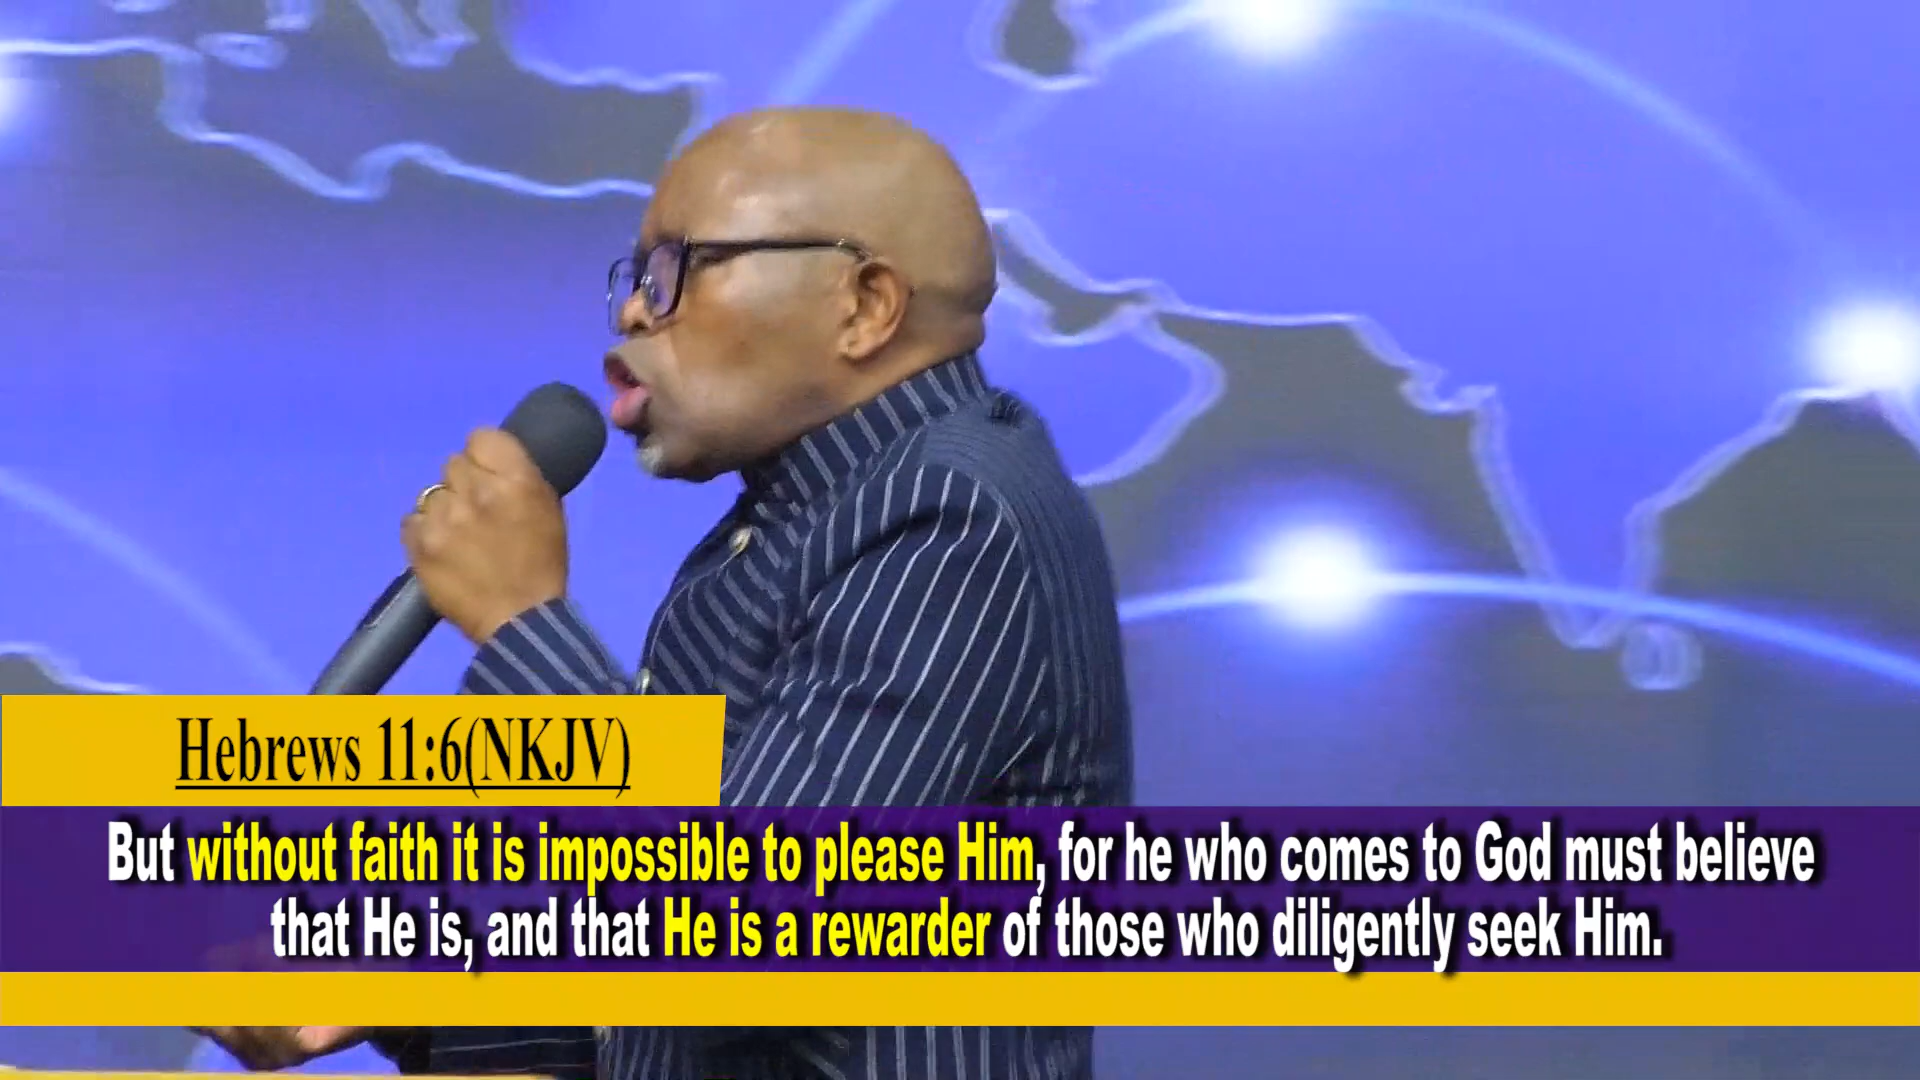 Hebrews 11:6(NKJV)
But without faith it is impossible to please Him, for he who comes to God must believe
that He is, and that He is a rewarder of those who diligently seek Him.